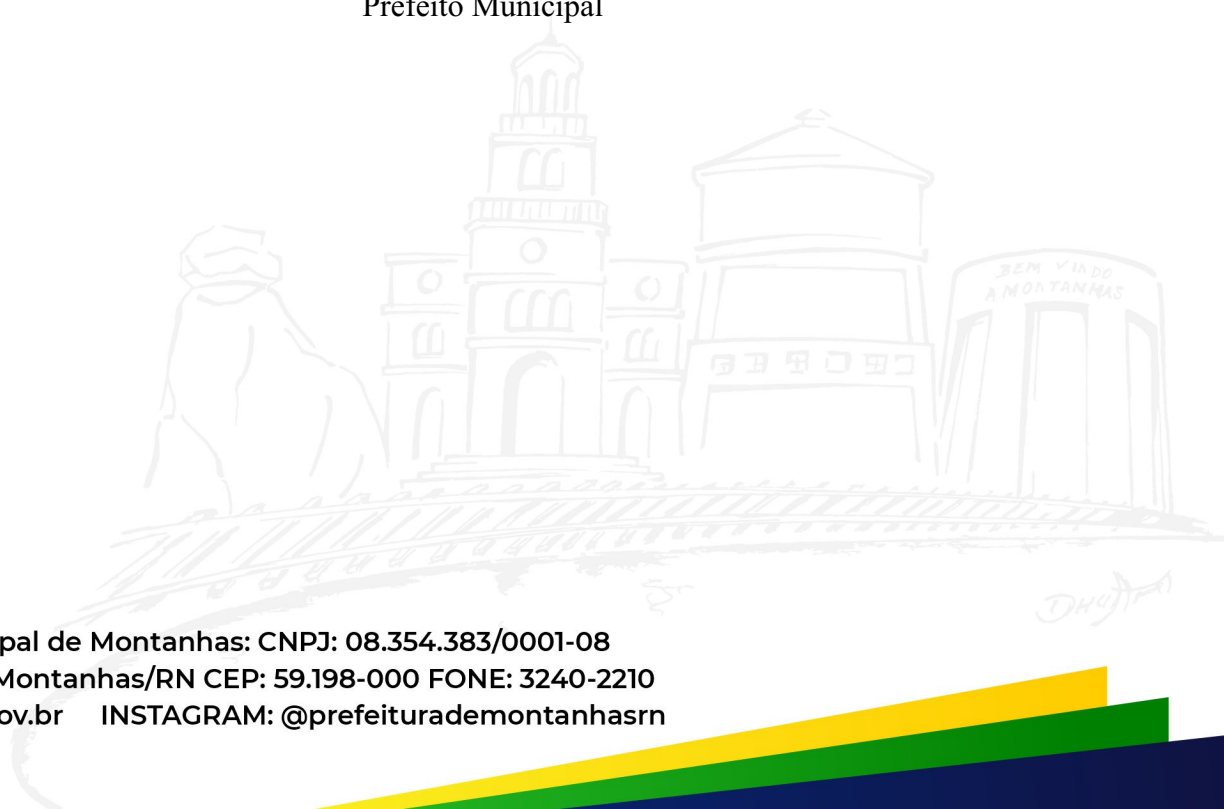 Prefeito Municipal
BEM VINDO
A MONTANHAS
pal de Montanhas: CNPJ: 08.354.383/0001-08
Montanhas/RN CEP: 59.198-000 FONE: 3240-2210
ov.br INSTAGRAM: @prefeiturademontanhasrn